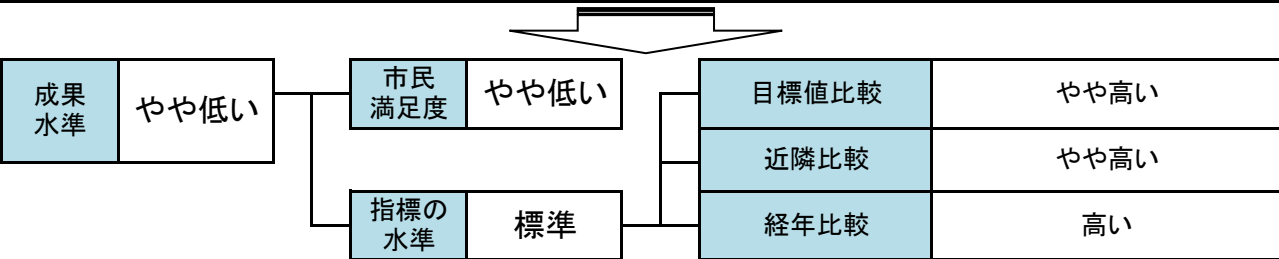 成果
水準
やや低い
市民
満足度
やや低い
指標の
水準
標準
目標値比較
やや高い
近隣比較
やや高い
経年比較
高い